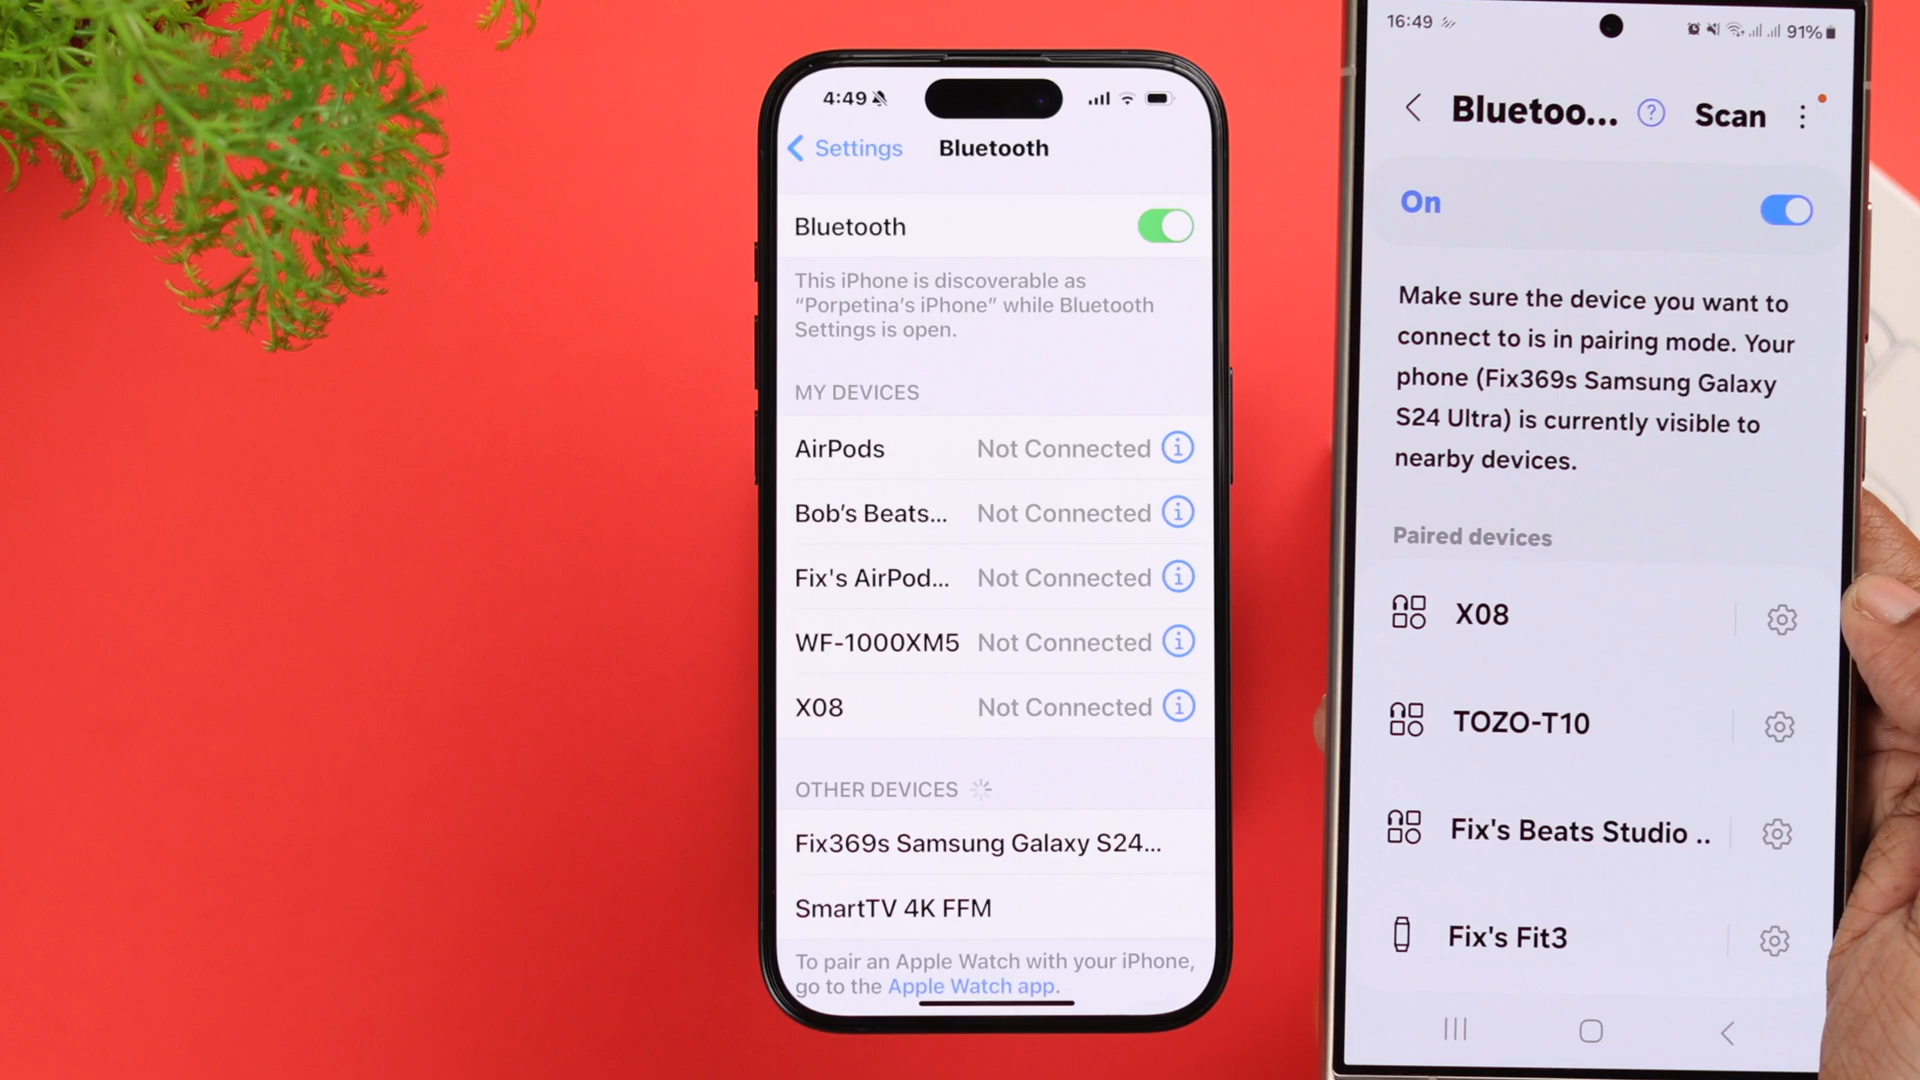 4:49
Settings
Bluetooth
Bluetooth
This iPhone is discoverable as
“Porpetina’s iPhone” while Bluetooth
Settings is open.
MY DEVICES
AirPods Not Connected
Bob’s Beats... Not Connected
Fix's AirPod... Not Connected
WF-1000XM5 Not Connected
X08 Not Connected
OTHER DEVICES
Fix369s Samsung Galaxy S24...
SmartTV 4K FFM
To pair an Apple Watch with your iPhone,
go to the Apple Watch app.
16:49 91%
Bluetoo... ? Scan
On
Make sure the device you want to
connect to is in pairing mode. Your
phone (Fix369s Samsung Galaxy
S24 Ultra) is currently visible to
nearby devices.
Paired devices
X08
TOZO-T10
Fix's Beats Studio ..
Fix's Fit3